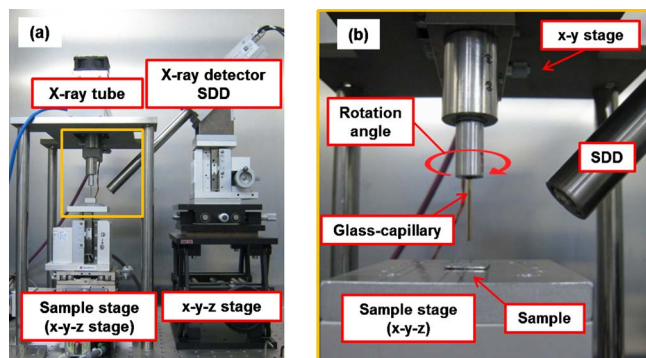 (a)
X-ray tube
X-ray detector
SDD
Sample stage
(x-y-z stage)
x-y-z stage
(b)
x-y stage
Rotation
angle
SDD
Glass-capillary
Sample stage
(x-y-z)
Sample